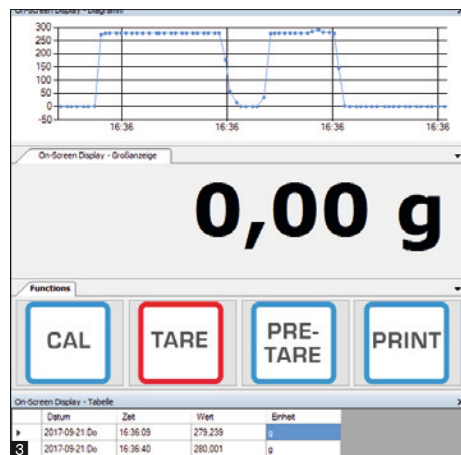 On-Screen Display - Diagramm
300
250
200
150
100
50
0
-50
16:36 16:36 16:36 16:36
On-Screen Display - Großanzeige
0,00 g
Functions
CAL TARE PRE-TARE PRINT
On-Screen Display - Tabelle
Datum Zeit Wert Einheit
2017-09-21:Do 16:36:09 279,239 g
3 2017-09-21:Do 16:36:40 280,001 g